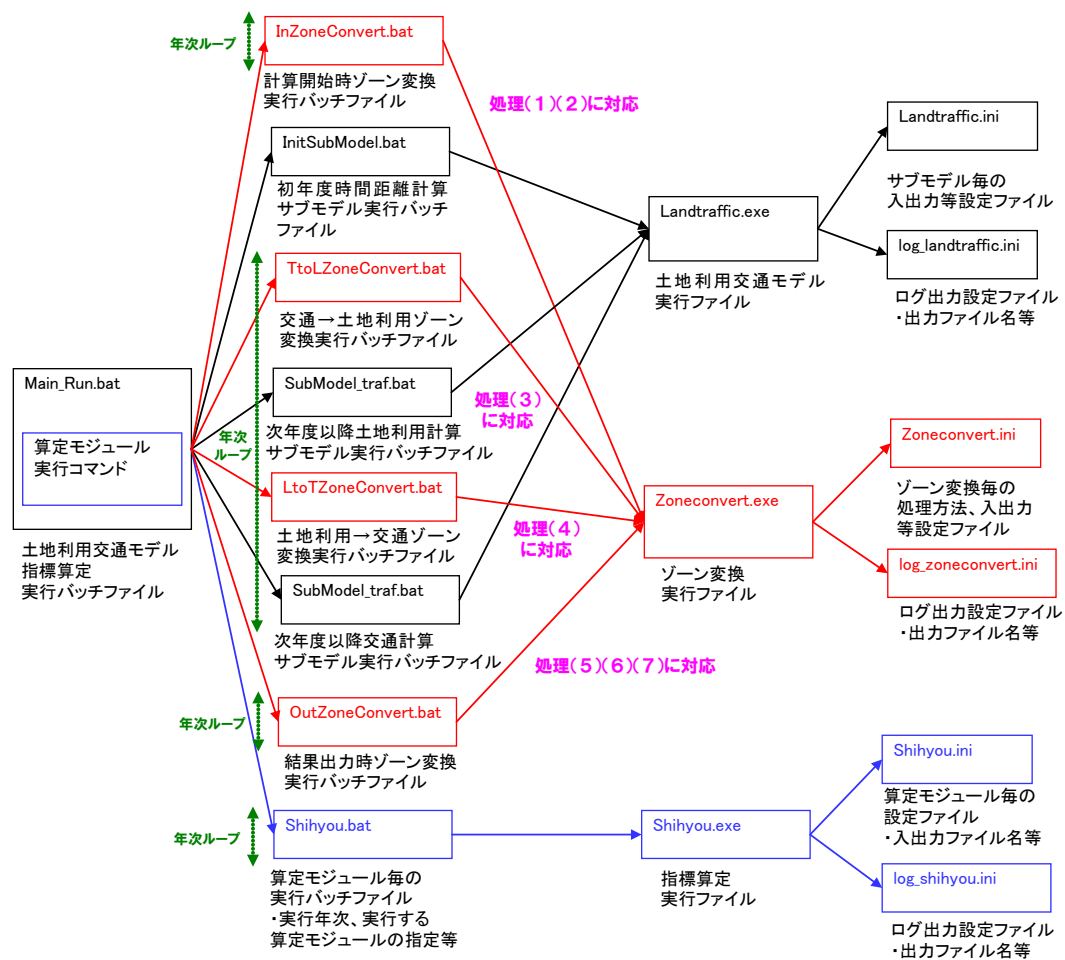 年次ループ
InZoneConvert.bat
計算開始時ゾーン変換
実行バッチファイル
処理(1)(2)に対応
InitSubModel.bat
初年度時間距離計算
サブモデル実行バッチ
ファイル
Landtraffic.ini
サブモデル毎の
入出力等設定ファイル
Landtraffic.exe
土地利用交通モデル
実行ファイル
log_landtraffic.ini
ログ出力設定ファイル
・出力ファイル名等
TtoLZoneConvert.bat
交通→土地利用ゾーン
変換実行バッチファイル
Main_Run.bat
算定モジュール
実行コマンド
土地利用交通モデル
指標算定
実行バッチファイル
年次
ループ
SubModel_traf.bat
次年度以降土地利用計算
サブモデル実行バッチファイル
処理(3)
に対応
LtoTZoneConvert.bat
土地利用→交通ゾーン
変換実行バッチファイル
処理(4)
に対応
Zoneconvert.exe
ゾーン変換
実行ファイル
Zoneconvert.ini
ゾーン変換毎の
処理方法、入出力
等設定ファイル
log_zoneconvert.ini
ログ出力設定ファイル
・出力ファイル名等
SubModel_traf.bat
次年度以降交通計算
サブモデル実行バッチファイル
処理(5)(6)(7)に対応
年次ループ
OutZoneConvert.bat
結果出力時ゾーン変換
実行バッチファイル
年次ループ
Shihyou.bat
算定モジュール毎の
実行バッチファイル
・実行年次、実行する
算定モジュールの指定等
Shihyou.exe
指標算定
実行ファイル
Shihyou.ini
算定モジュール毎の
設定ファイル
・入出力ファイル名等
log_shihyou.ini
ログ出力設定ファイル
・出力ファイル名等